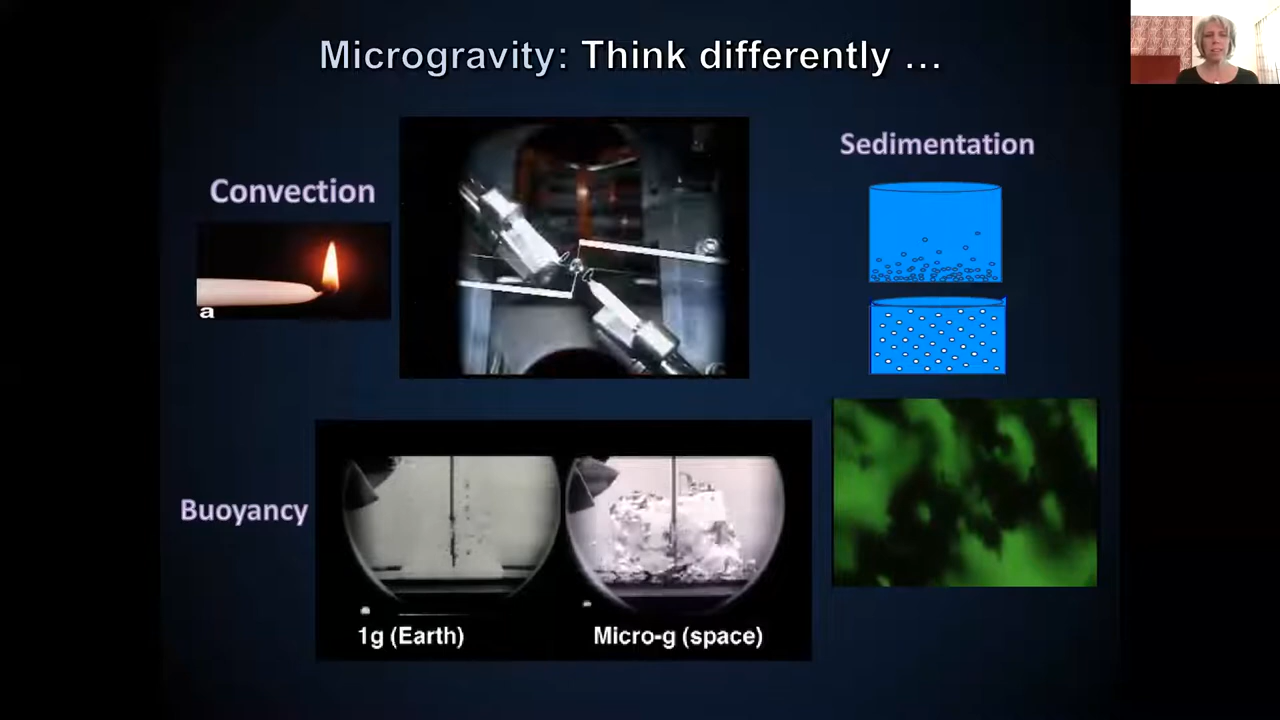 Microgravity: Think differently ...
Convection
a
Sedimentation
Buoyancy
1g (Earth)
Micro-g (space)